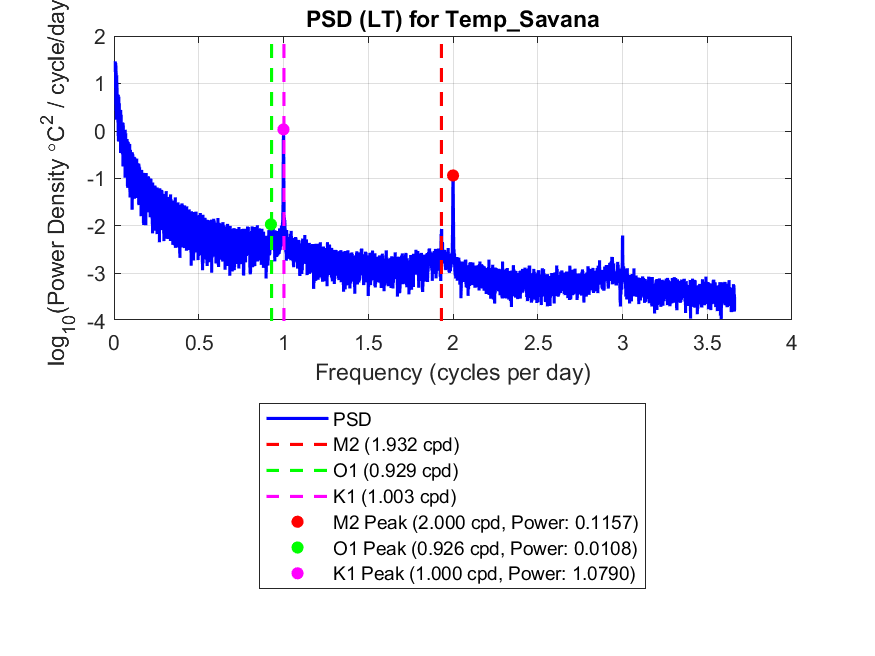 PSD (LT) for Temp_Savana
log10(Power Density °C2 / cycle/day
2
1
0
-1
-2
-3
-4
0
0.5
1
1.5
2
2.5
3
3.5
4
Frequency (cycles per day)
PSD
M2 (1.932 cpd)
O1 (0.929 cpd)
K1 (1.003 cpd)
M2 Peak (2.000 cpd, Power: 0.1157)
O1 Peak (0.926 cpd, Power: 0.0108)
K1 Peak (1.000 cpd, Power: 1.0790)